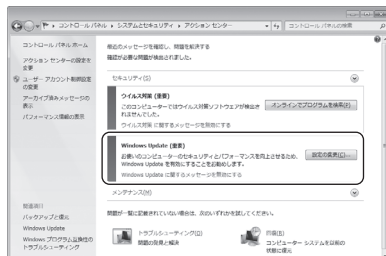 コントロール パネル ▸ システムとセキュリティ ▸ アクション センター
コントロール パネルの検索
コントロール パネル ホーム
アクション センターの設定を
変更
ユーザー アカウント制御設定
の変更
アーカイブ済みメッセージの
表示
パフォーマンス情報の表示
最近のメッセージを確認し、問題を解決する
確認が必要な問題が検出されました。
セキュリティ(S)
ウイルス対策 (重要)
このコンピューターではウイルス対策ソフトウェアが検出さ
れませんでした。
オンラインでプログラムを検索(P)
ウイルス対策 に関するメッセージを無効にする
Windows Update (重要)
お使いのコンピューターのセキュリティとパフォーマンスを向上させるため、
Windows Update を有効にすることをお勧めします。
設定の変更(C)...
Windows Update に関するメッセージを無効にする
メンテナンス(M)
問題が一覧に記載されていない場合は、次のいずれかを試してください。
トラブルシューティング(D)
問題の発見と解決
回復(R)
コンピューター システムを以前の
状態に復元
関連項目
バックアップと復元
Windows Update
Windows プログラム互換性の
トラブルシューティング